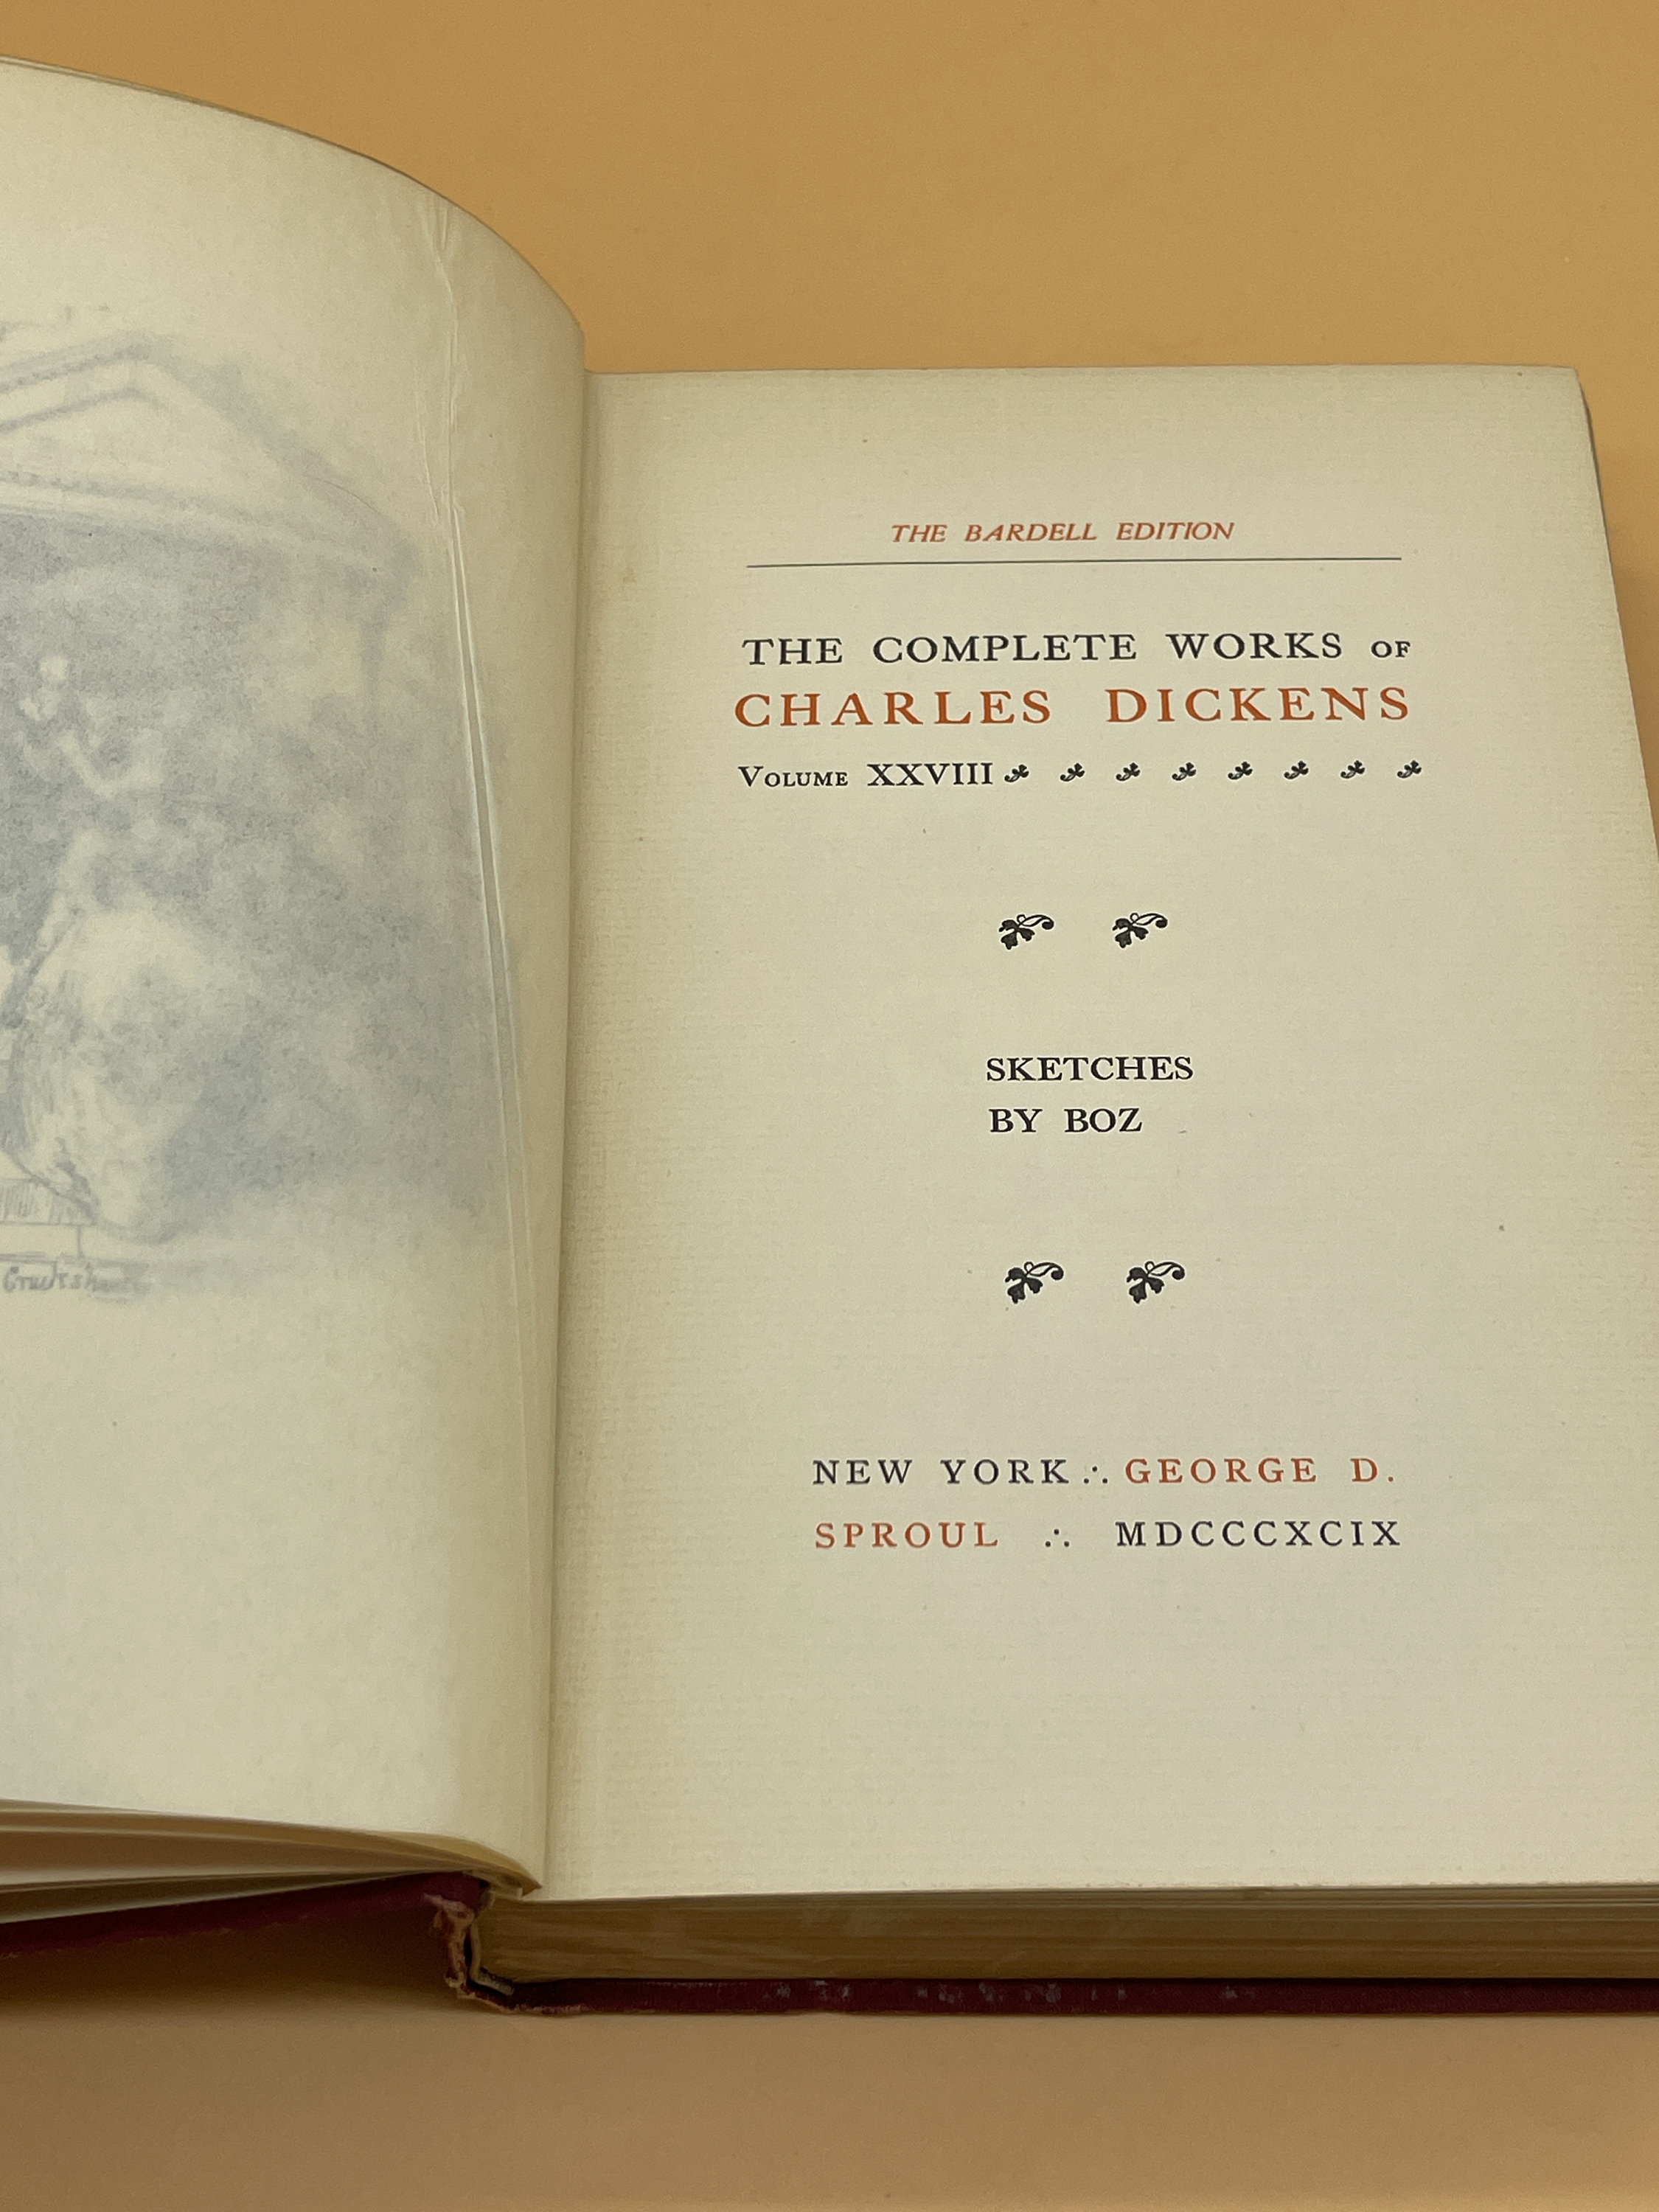 THE BARDELL EDITION
THE COMPLETE WORKS OF
CHARLES DICKENS
VOLUME XXVIII
SKETCHES
BY BOZ
NEW YORK ∴ GEORGE D.
SPROUL ∴ MDCCCXCIX